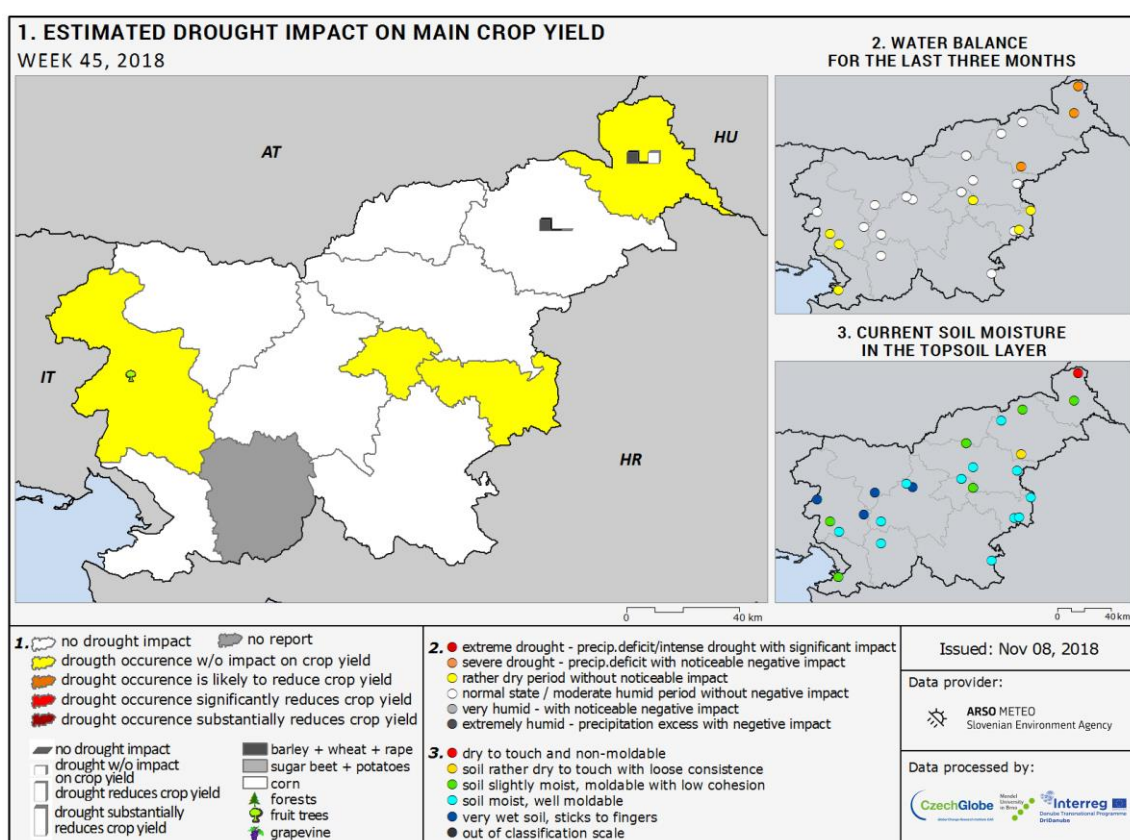 1. ESTIMATED DROUGHT IMPACT ON MAIN CROP YIELD
WEEK 45, 2018
AT
HU
IT
HR
0
40 km
2. WATER BALANCE
FOR THE LAST THREE MONTHS
3. CURRENT SOIL MOISTURE
IN THE TOPSOIL LAYER
0
40 km
1.
no drought impact
no report
drougth occurence w/o impact on crop yield
drought occurence is likely to reduce crop yield
drought occurence significantly reduces crop yield
drought occurence substantially reduces crop yield
no drought impact
drought w/o impact
on crop yield
drought reduces crop yield
drought substantially
reduces crop yield
barley + wheat + rape
sugar beet + potatoes
corn
forests
fruit trees
grapevine
2.
extreme drought - precip.deficit/intense drought with significant impact
severe drought - precip.deficit with noticeable negative impact
rather dry period without noticeable impact
normal state / moderate humid period without negative impact
very humid - with noticeable negative impact
extremely humid - precipitation excess with negetive impact
3.
dry to touch and non-moldable
soil rather dry to touch with loose consistence
soil slightly moist, moldable with low cohesion
soil moist, well moldable
very wet soil, sticks to fingers
out of classification scale
Issued: Nov 08, 2018
Data provider:
ARSO METEO
Slovenian Environment Agency
Data processed by:
CzechGlobe
Global Change Research Institute CAS
Mendel
University
in Brno
Interreg
Danube Transnational Programme
DriDanube